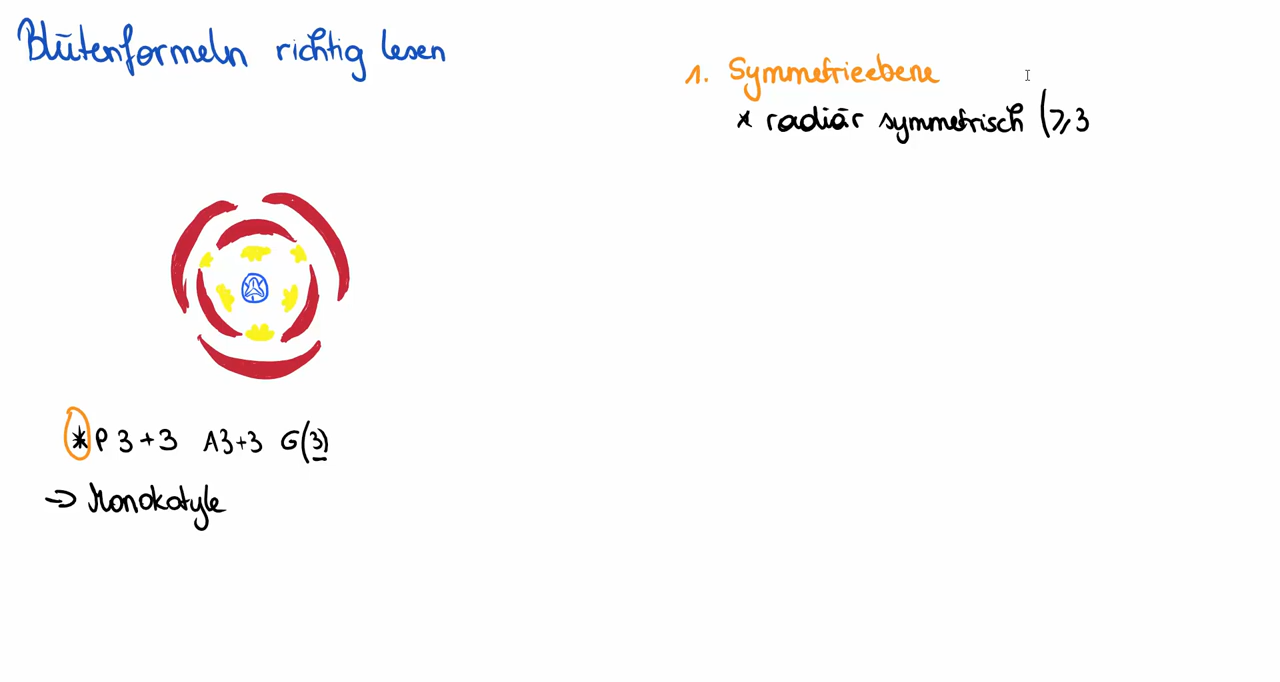 Blütenformeln richtig lesen
1. Symmetrieebene
* radiär symmetrisch (≥ 3
* P 3 + 3 A3+3 G(3)
→ Monokotyle